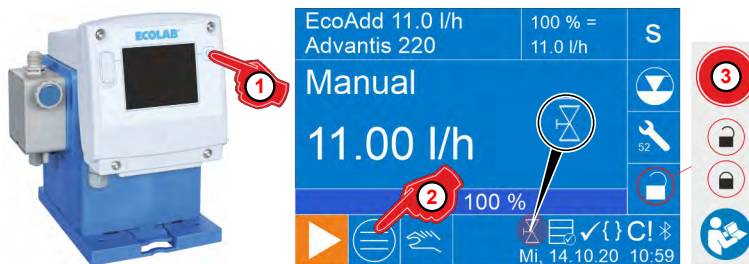 ECOLAB
1
EcoAdd 11.0 l/h
Advantis 220
100 % =
11.0 l/h
S
Manual
11.00 l/h
52
2
100 %
{} C!
Mi, 14.10.20 10:59
3